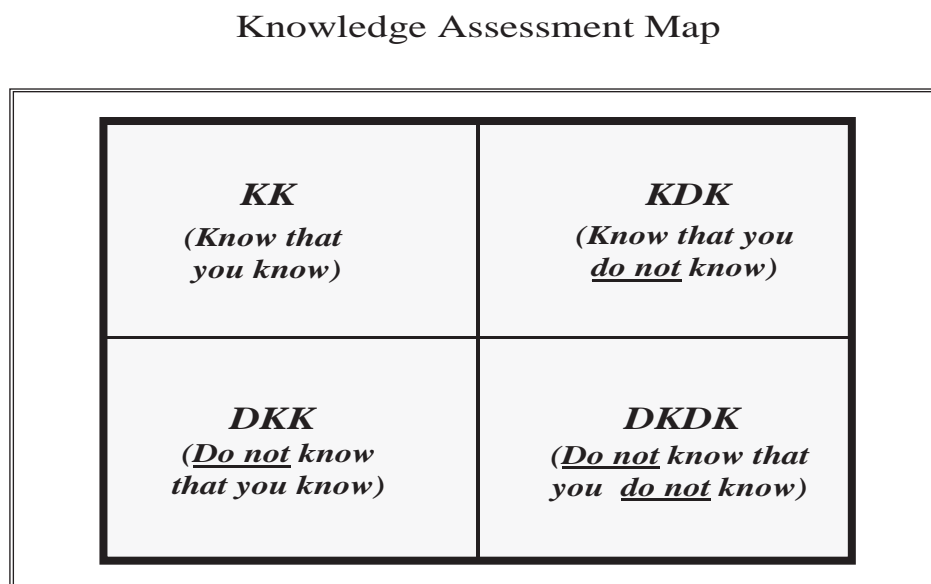 Knowledge Assessment Map
KK
(Know that
you know)
KDK
(Know that you
do not know)
DKK
(Do not know
that you know)
DKDK
(Do not know that
you do not know)